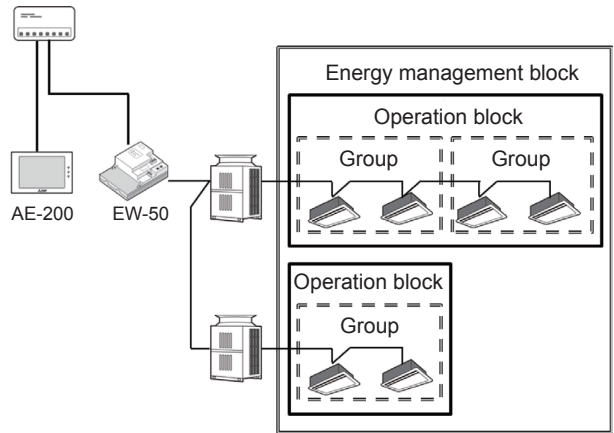 Energy management block
Operation block
Group
Group
AE-200
EW-50
Operation block
Group